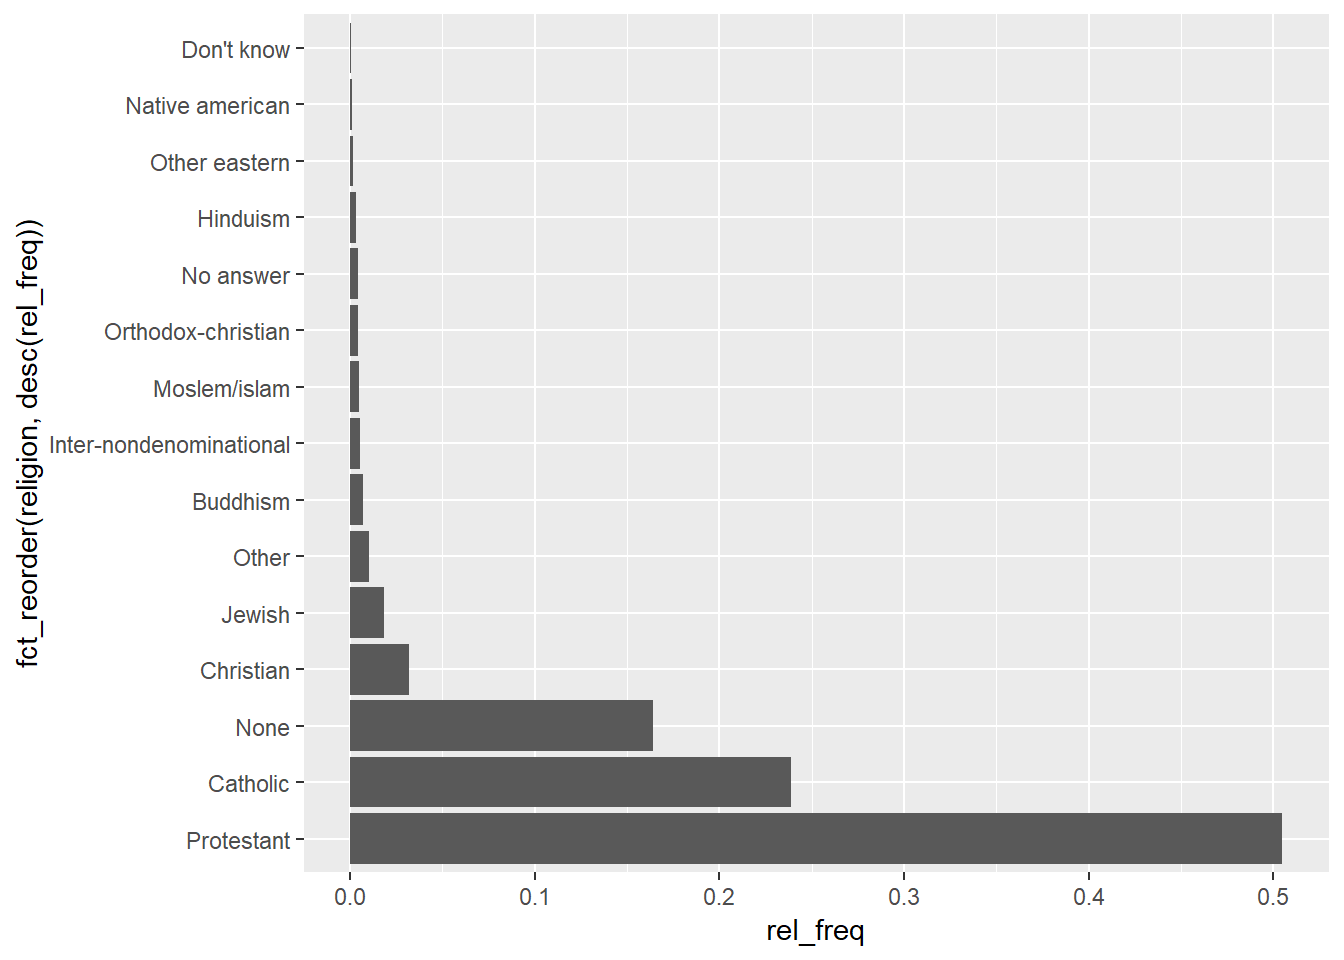 fct_reorder(religion, desc(rel_freq))
Don't know
Native american
Other eastern
Hinduism
No answer
Orthodox-christian
Moslem/islam
Inter-nondenominational
Buddhism
Other
Jewish
Christian
None
Catholic
Protestant
0.0 0.1 0.2 0.3 0.4 0.5
rel_freq